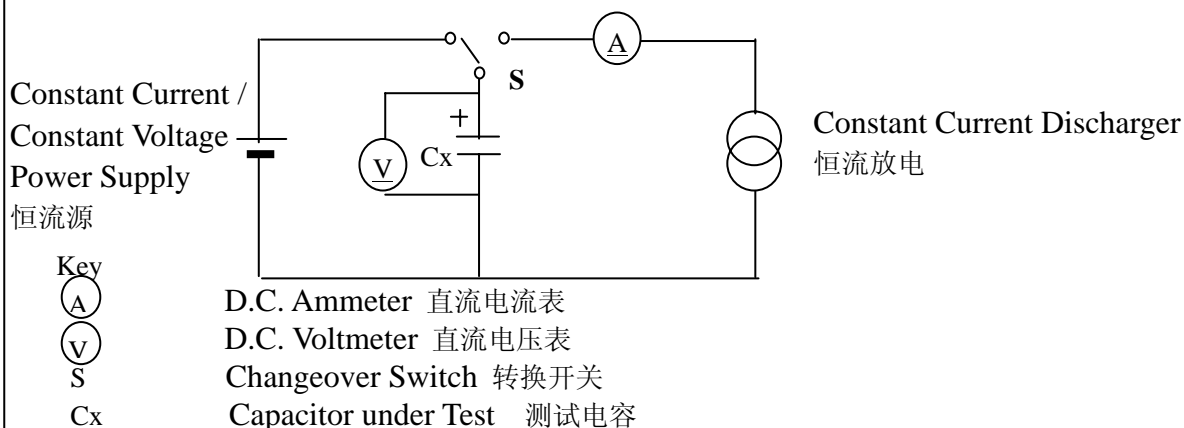 A
S
Constant Current /
Constant Voltage
Power Supply
恒流源
+
V
Cx
Constant Current Discharger
恒流放电
Key
A D.C. Ammeter 直流电流表
V D.C. Voltmeter 直流电压表
S Changeover Switch 转换开关
Cx Capacitor under Test 测试电容